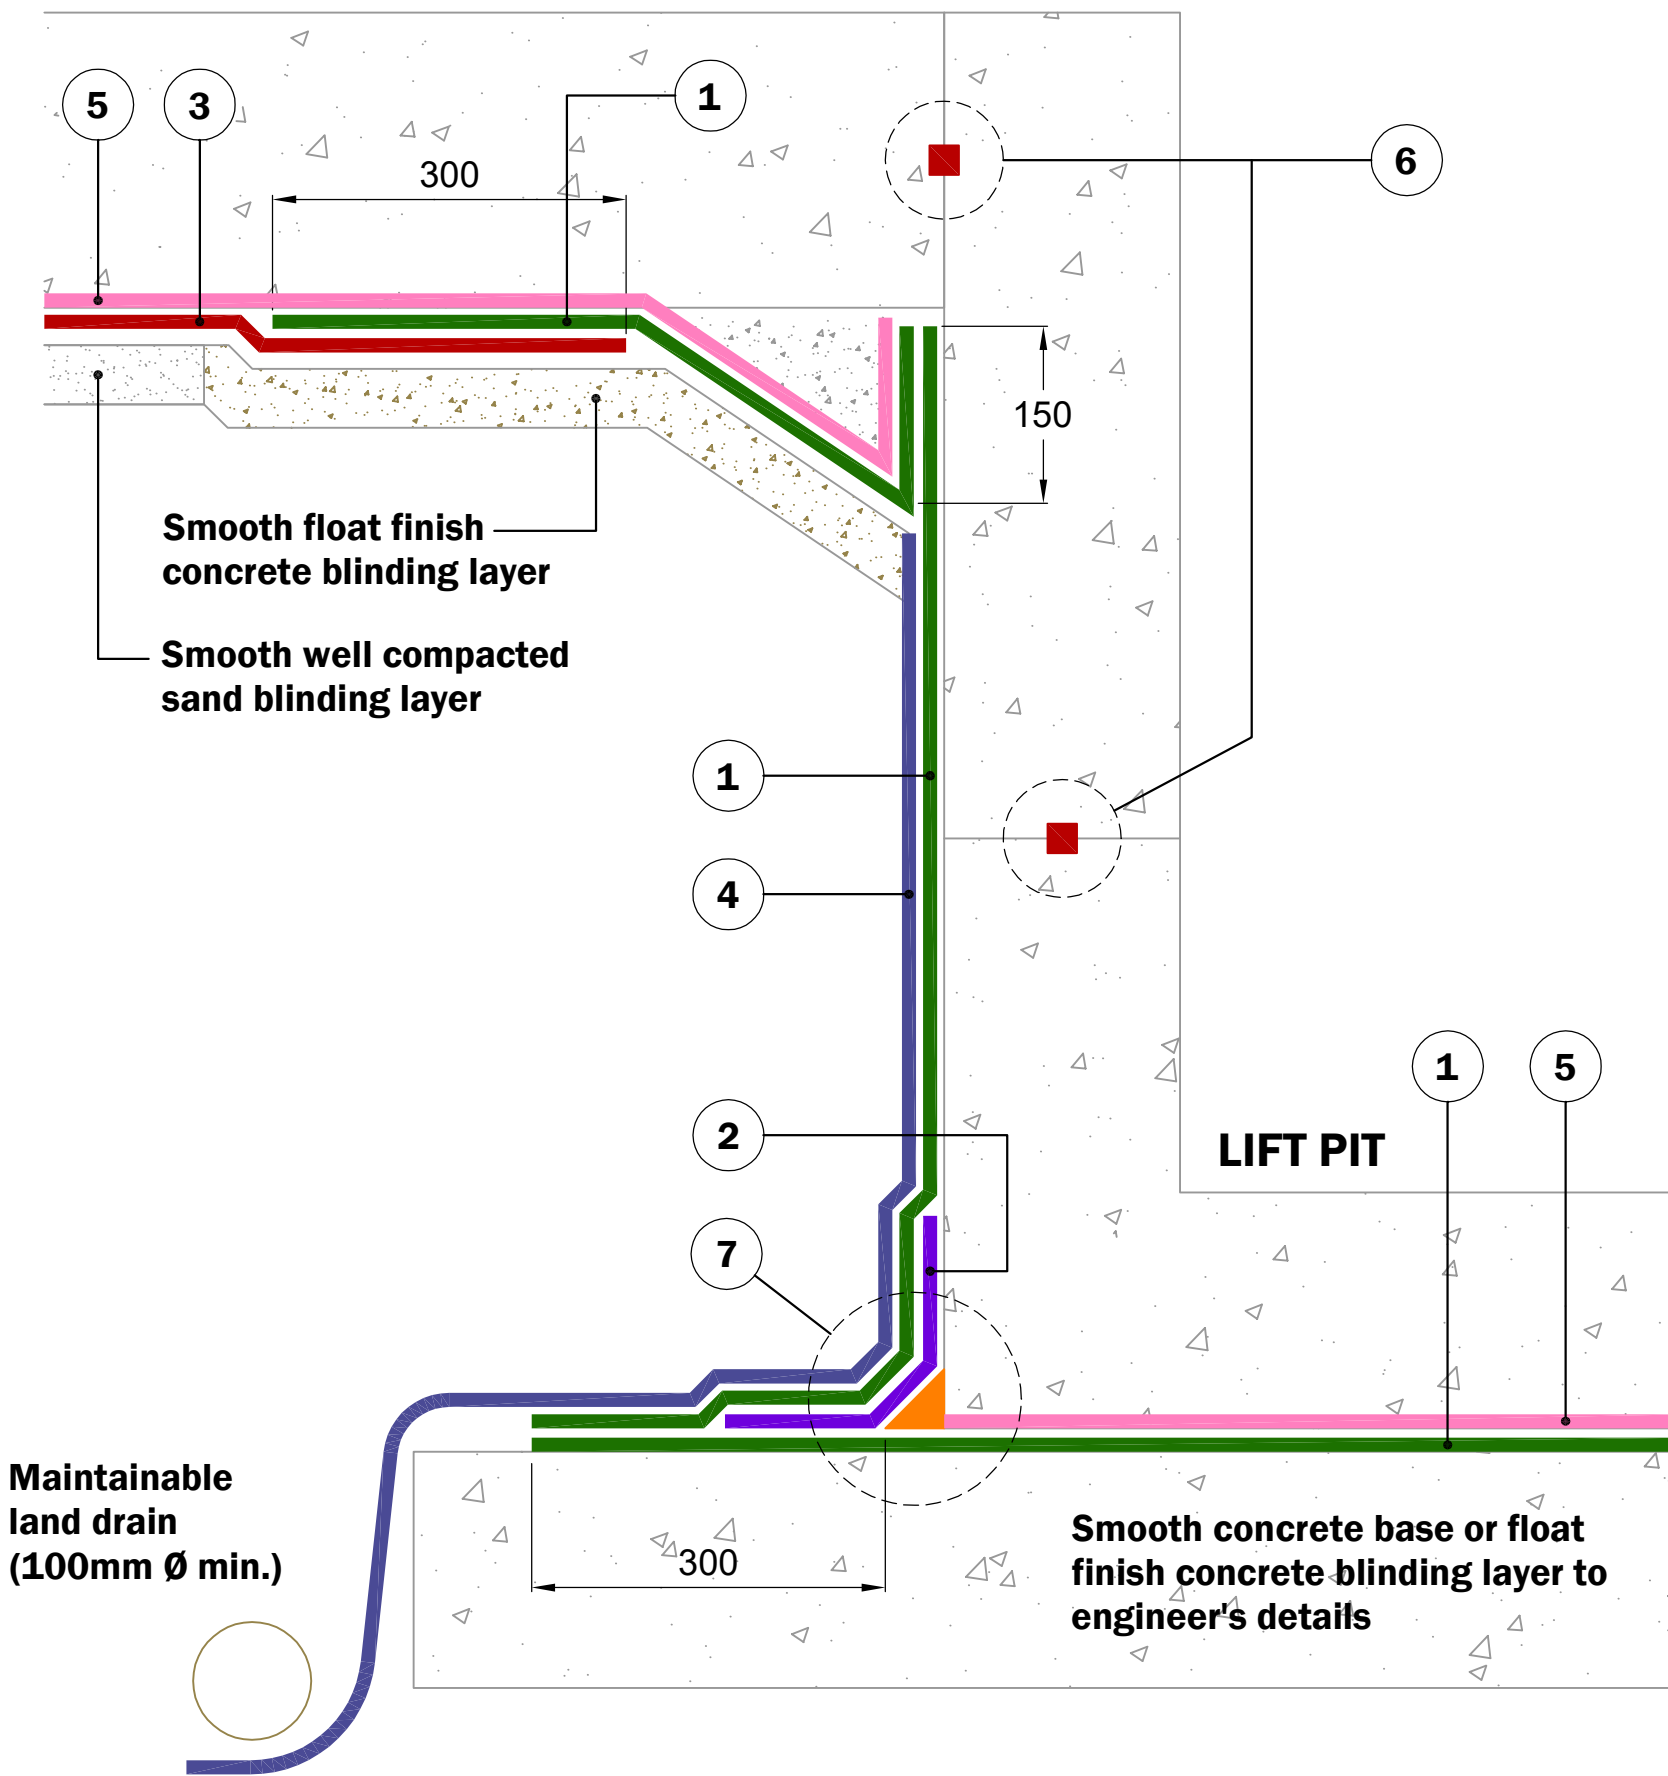 5
3
1
6
300
150
Smooth float finish
concrete blinding layer
Smooth well compacted
sand blinding layer
1
4
1
5
2
LIFT PIT
7
Maintainable
land drain
(100mm Ø min.)
300
Smooth concrete base or float
finish concrete blinding layer to
engineer's details